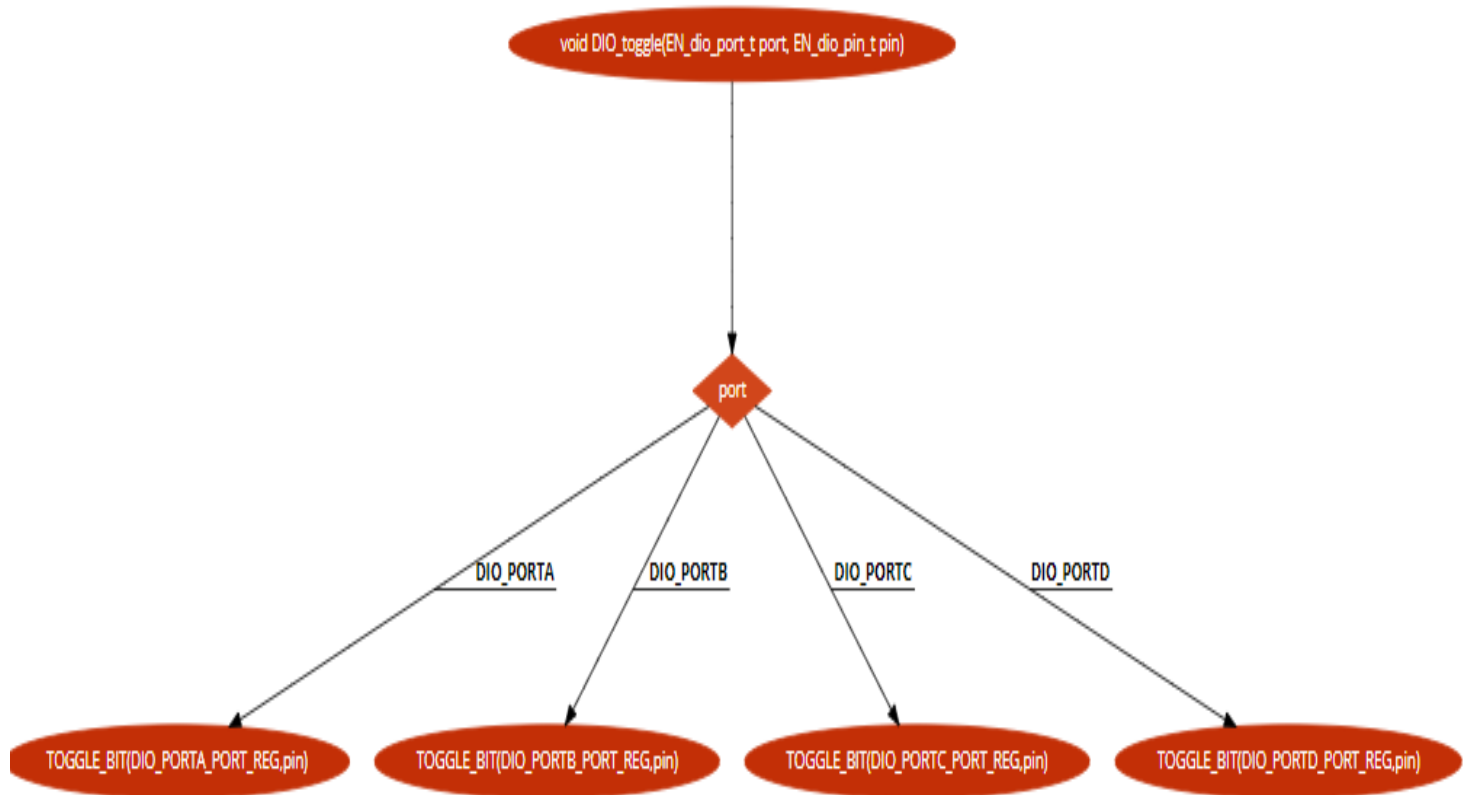 void DIO_toggle(EN_dio_port_t port, EN_dio_pin_t pin)
port
DIO_PORTA
DIO_PORTB
DIO_PORTC
DIO_PORTD
TOGGLE_BIT(DIO_PORTA_PORT_REG,pin)
TOGGLE_BIT(DIO_PORTB_PORT_REG,pin)
TOGGLE_BIT(DIO_PORTC_PORT_REG,pin)
TOGGLE_BIT(DIO_PORTD_PORT_REG,pin)